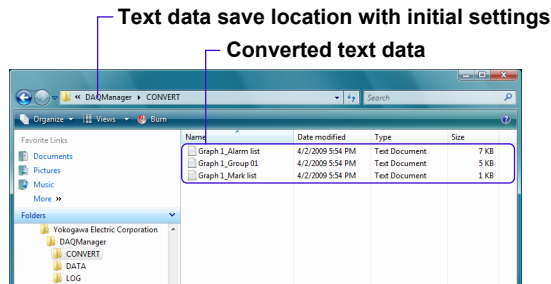 Text data save location with initial settings
Converted text data
« DAQManager ▸ CONVERT
Search
Organize Views Burn
Favorite Links
Documents
Pictures
Music
More »
Folders
Yokogawa Electric Corporation
DAQManager
CONVERT
DATA
LOG
Name Date modified Type Size
Graph 1_Alarm list 4/2/2009 5:54 PM Text Document 7 KB
Graph 1_Group 01 4/2/2009 5:54 PM Text Document 5 KB
Graph 1_Mark list 4/2/2009 5:54 PM Text Document 1 KB